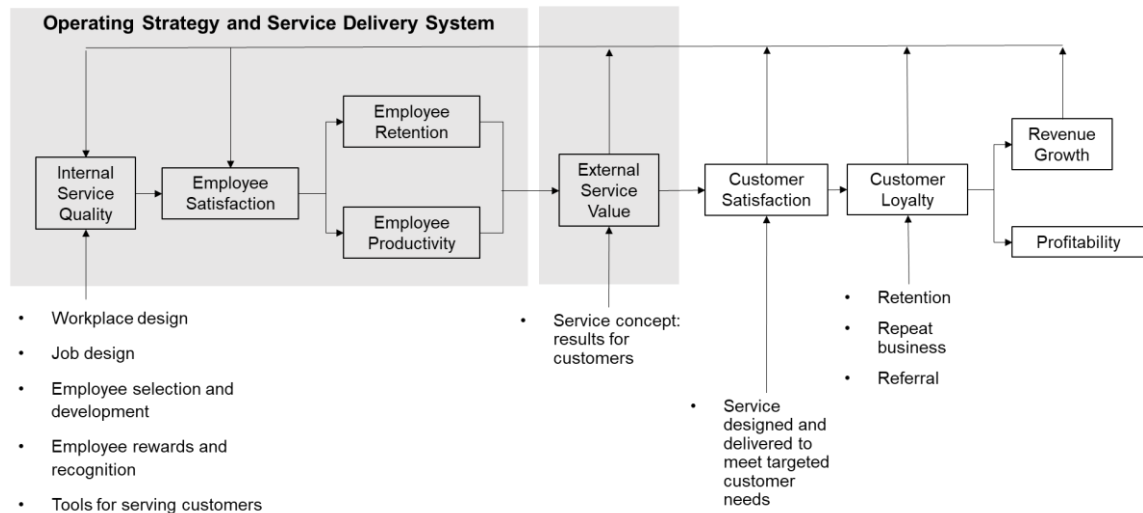 Operating Strategy and Service Delivery System
Internal
Service
Quality
Employee
Satisfaction
Employee
Retention
Employee
Productivity
External
Service
Value
Customer
Satisfaction
Customer
Loyalty
Revenue
Growth
Profitability
• Workplace design
• Job design
• Employee selection and
development
• Employee rewards and
recognition
• Tools for serving customers
• Service concept:
results for
customers
• Service
designed and
delivered to
meet targeted
customer
needs
• Retention
• Repeat
business
• Referral